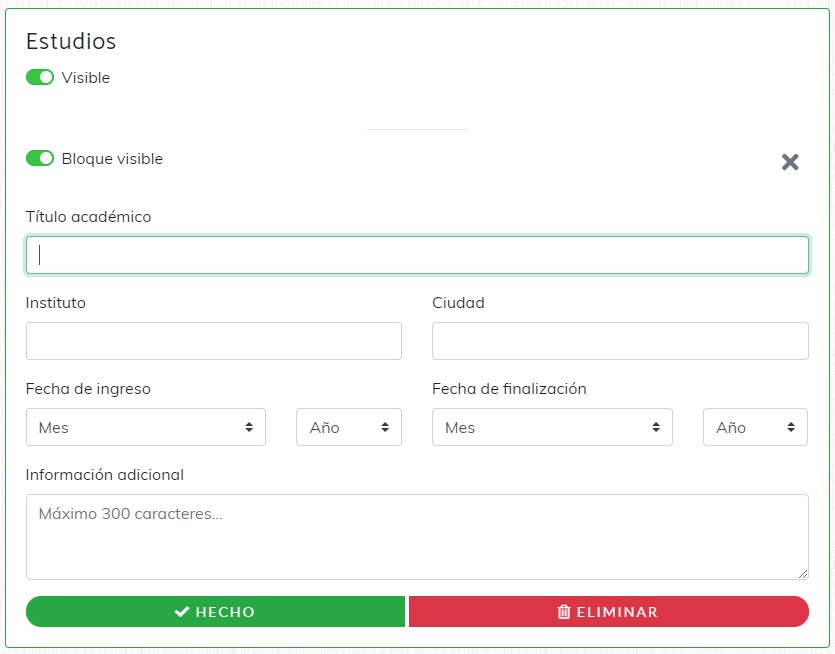 Estudios
Visible
Bloque visible
Título académico
Instituto Ciudad
Fecha de ingreso Fecha de finalización
Mes Año Mes Año
Información adicional
Máximo 300 caracteres...
HECHO ELIMINAR